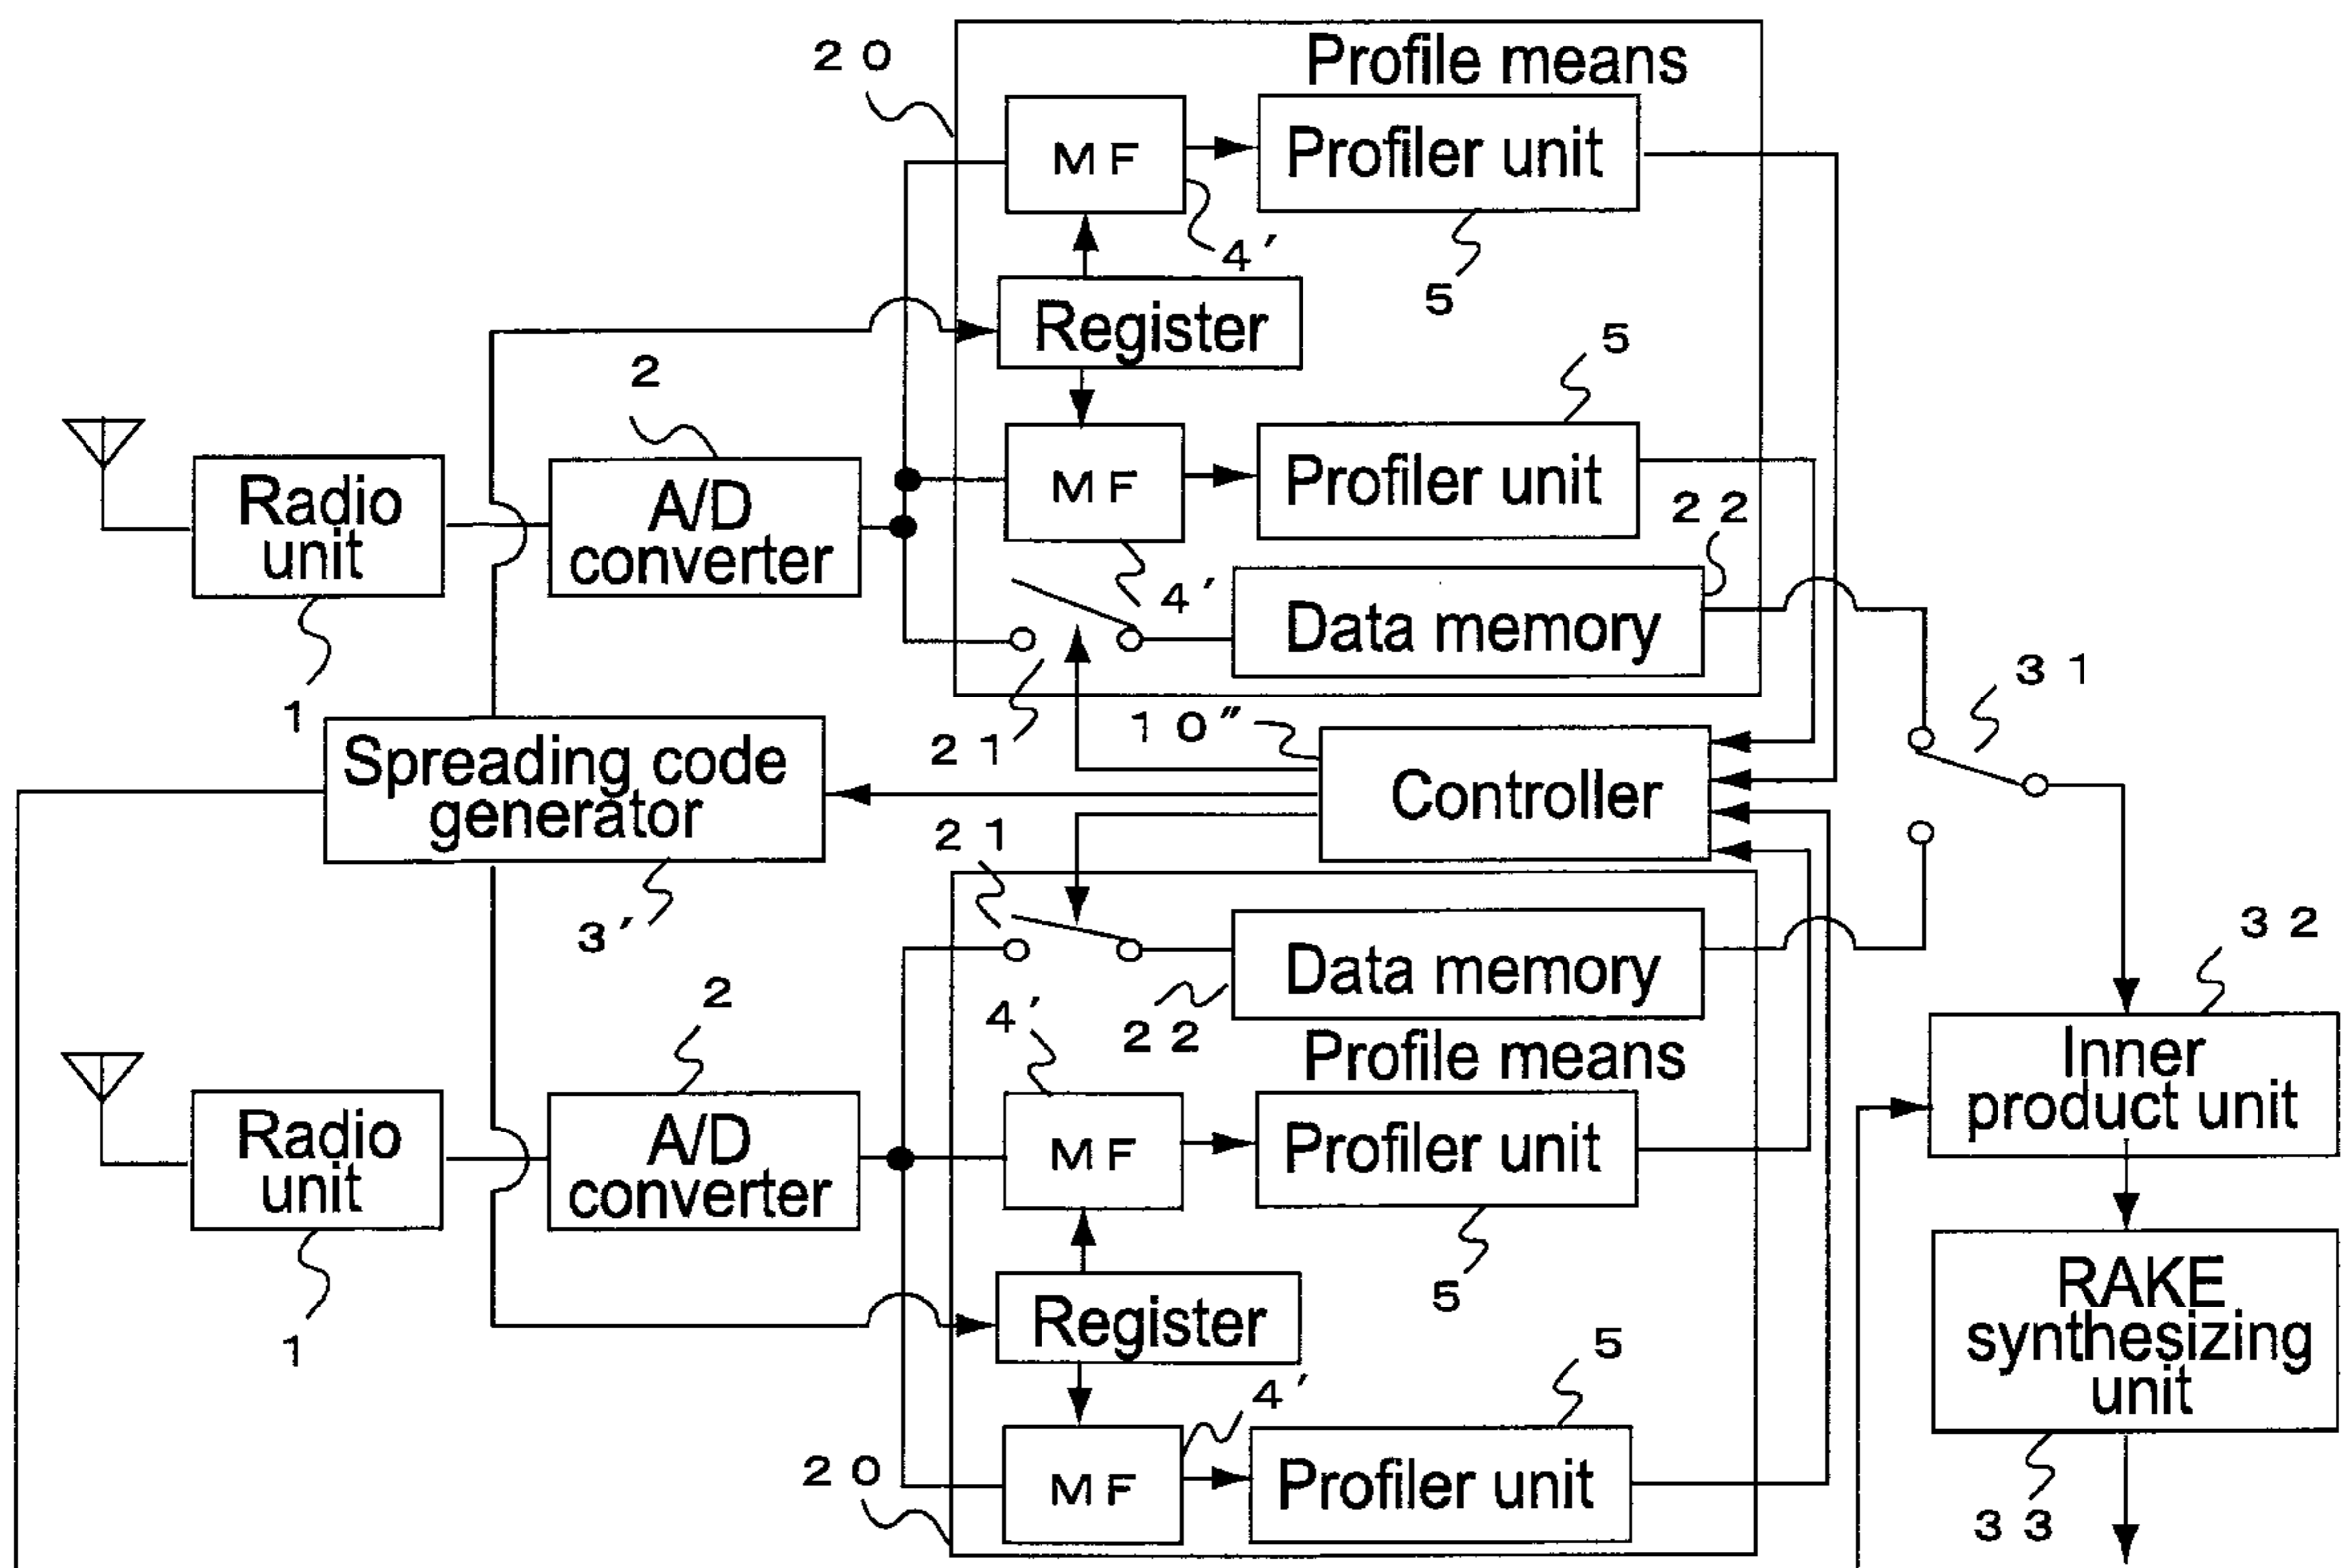 20
Profile means
MF
Profiler unit
4'
5
Register
2
5
Radio
unit
A/D
converter
MF
Profiler unit
22
4'
Data memory
1
21
10"
31
Spreading code
generator
Controller
21
3'
Data memory
32
2
4'
22
Profile means
Inner
product unit
Radio
unit
A/D
converter
MF
Profiler unit
5
1
Register
5
RAKE
synthesizing
unit
4'
20
MF
Profiler unit
33